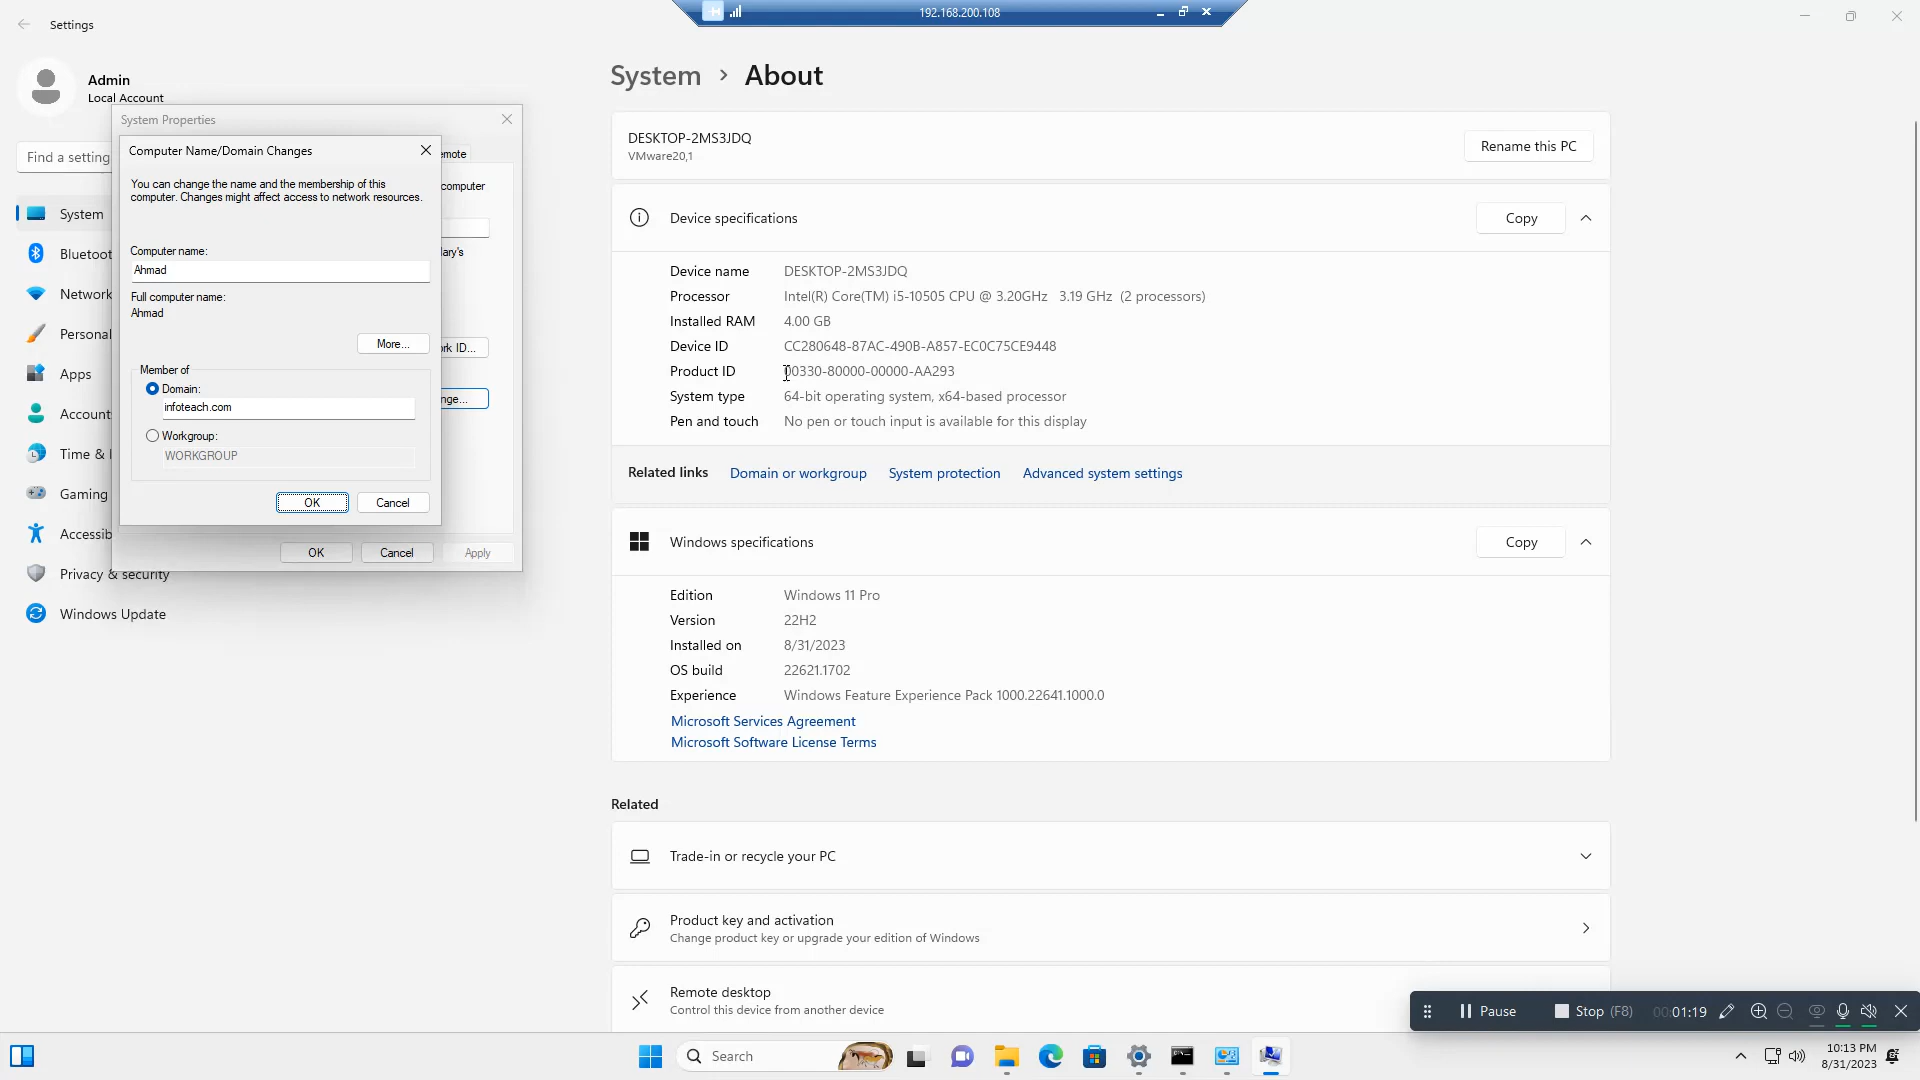 Settings
192.168.200.108
Admin
Local Account
Find a setting
System
Bluetoot
Network
Personal
Apps
Account
Time & l
Gaming
Accessib
Privacy & security
Windows Update
System Properties
emote
computer
ary's
rk ID...
nge...
OK
Cancel
Apply
Computer Name/Domain Changes
You can change the name and the membership of this
computer. Changes might affect access to network resources.
Computer name:
Ahmad
Full computer name:
Ahmad
More...
Member of
Domain:
infoteach.com
Workgroup:
WORKGROUP
OK
Cancel
System > About
DESKTOP-2MS3JDQ
VMware20,1
Rename this PC
Device specifications
Copy
Device name DESKTOP-2MS3JDQ
Processor Intel(R) Core(TM) i5-10505 CPU @ 3.20GHz 3.19 GHz (2 processors)
Installed RAM 4.00 GB
Device ID CC280648-87AC-490B-A857-EC0C75CE9448
Product ID 00330-80000-00000-AA293
System type 64-bit operating system, x64-based processor
Pen and touch No pen or touch input is available for this display
Related links Domain or workgroup System protection Advanced system settings
Windows specifications
Copy
Edition Windows 11 Pro
Version 22H2
Installed on 8/31/2023
OS build 22621.1702
Experience Windows Feature Experience Pack 1000.22641.1000.0
Microsoft Services Agreement
Microsoft Software License Terms
Related
Trade-in or recycle your PC
Product key and activation
Change product key or upgrade your edition of Windows
Remote desktop
Control this device from another device
Pause Stop (F8) 00:01:19
Search
10:13 PM
8/31/2023